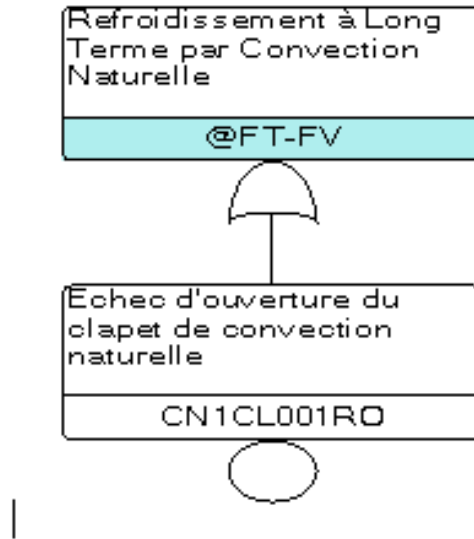 Refroidissement à Long
Terme par Convection
Naturelle
@FT-FV
Echec d'ouverture du
clapet de convection
naturelle
CN1CL001RO